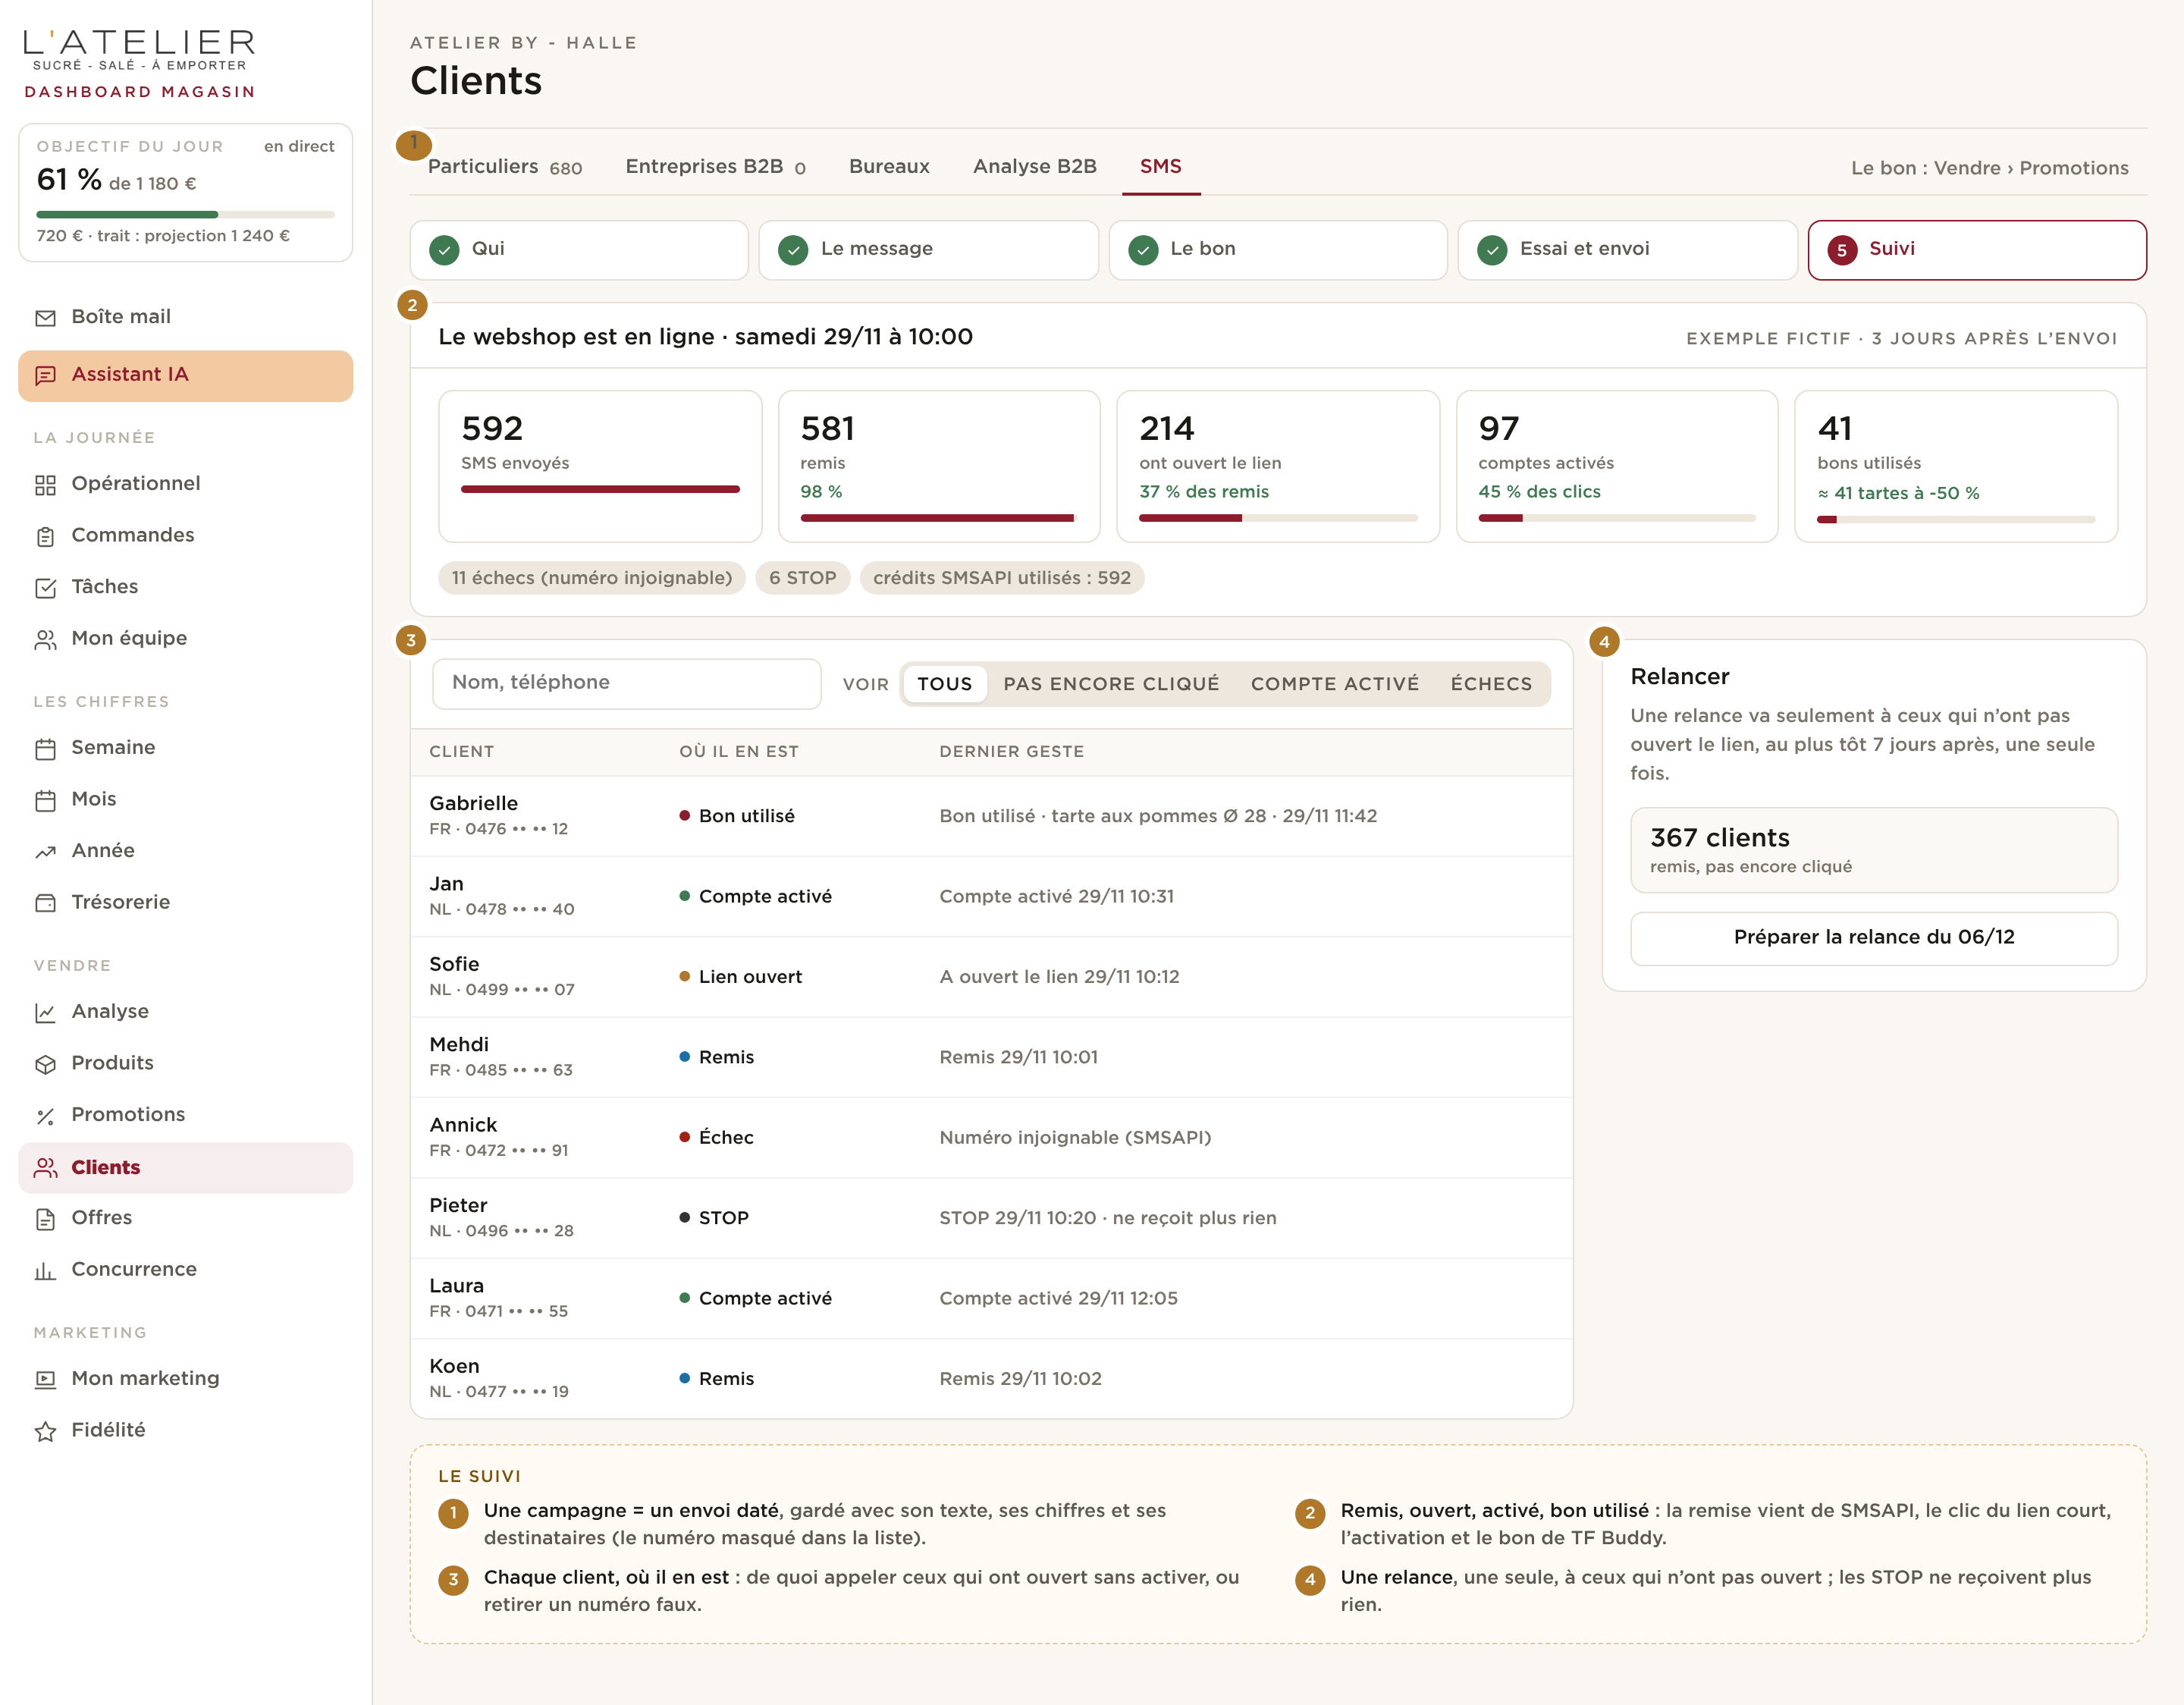 L'ATELIER
SUCRÉ - SALÉ - À EMPORTER
DASHBOARD MAGASIN
OBJECTIF DU JOUR en direct
61 % de 1 180 €
720 € · trait : projection 1 240 €
Boîte mail
Assistant IA
LA JOURNÉE
Opérationnel
Commandes
Tâches
Mon équipe
LES CHIFFRES
Semaine
Mois
Année
Trésorerie
VENDRE
Analyse
Produits
Promotions
Clients
Offres
Concurrence
MARKETING
Mon marketing
Fidélité
ATELIER BY - HALLE
Clients
1
Particuliers 680 Entreprises B2B 0 Bureaux Analyse B2B SMS Le bon : Vendre › Promotions
Qui Le message Le bon Essai et envoi 5 Suivi
2
Le webshop est en ligne · samedi 29/11 à 10:00 EXEMPLE FICTIF · 3 JOURS APRÈS L’ENVOI
592 581 214 97 41
SMS envoyés remis ont ouvert le lien comptes activés bons utilisés
98 % 37 % des remis 45 % des clics ≈ 41 tartes à -50 %
11 échecs (numéro injoignable) 6 STOP crédits SMSAPI utilisés : 592
3
Nom, téléphone VOIR TOUS PAS ENCORE CLIQUÉ COMPTE ACTIVÉ ÉCHECS
CLIENT OÙ IL EN EST DERNIER GESTE
Gabrielle
FR · 0476 •• •• 12
Bon utilisé Bon utilisé · tarte aux pommes Ø 28 · 29/11 11:42
Jan
NL · 0478 •• •• 40
Compte activé Compte activé 29/11 10:31
Sofie
NL · 0499 •• •• 07
Lien ouvert A ouvert le lien 29/11 10:12
Mehdi
FR · 0485 •• •• 63
Remis Remis 29/11 10:01
Annick
FR · 0472 •• •• 91
Échec Numéro injoignable (SMSAPI)
Pieter
NL · 0496 •• •• 28
STOP STOP 29/11 10:20 · ne reçoit plus rien
Laura
FR · 0471 •• •• 55
Compte activé Compte activé 29/11 12:05
Koen
NL · 0477 •• •• 19
Remis Remis 29/11 10:02
4
Relancer
Une relance va seulement à ceux qui n’ont pas
ouvert le lien, au plus tôt 7 jours après, une seule
fois.
367 clients
remis, pas encore cliqué
Préparer la relance du 06/12
LE SUIVI
1 Une campagne = un envoi daté, gardé avec son texte, ses chiffres et ses
destinataires (le numéro masqué dans la liste).
2 Remis, ouvert, activé, bon utilisé : la remise vient de SMSAPI, le clic du lien court,
l’activation et le bon de TF Buddy.
3 Chaque client, où il en est : de quoi appeler ceux qui ont ouvert sans activer, ou
retirer un numéro faux.
4 Une relance, une seule, à ceux qui n’ont pas ouvert ; les STOP ne reçoivent plus
rien.